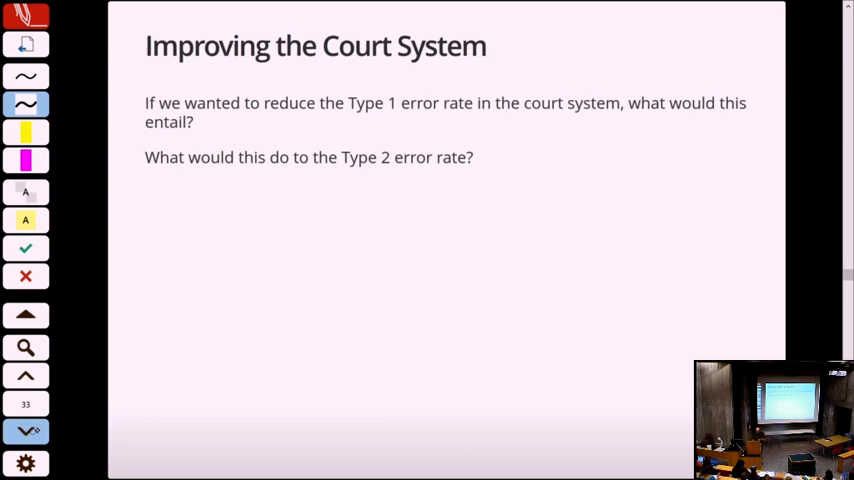 Improving the Court System
If we wanted to reduce the Type 1 error rate in the court system, what would this
entail?
What would this do to the Type 2 error rate?
A
A
33